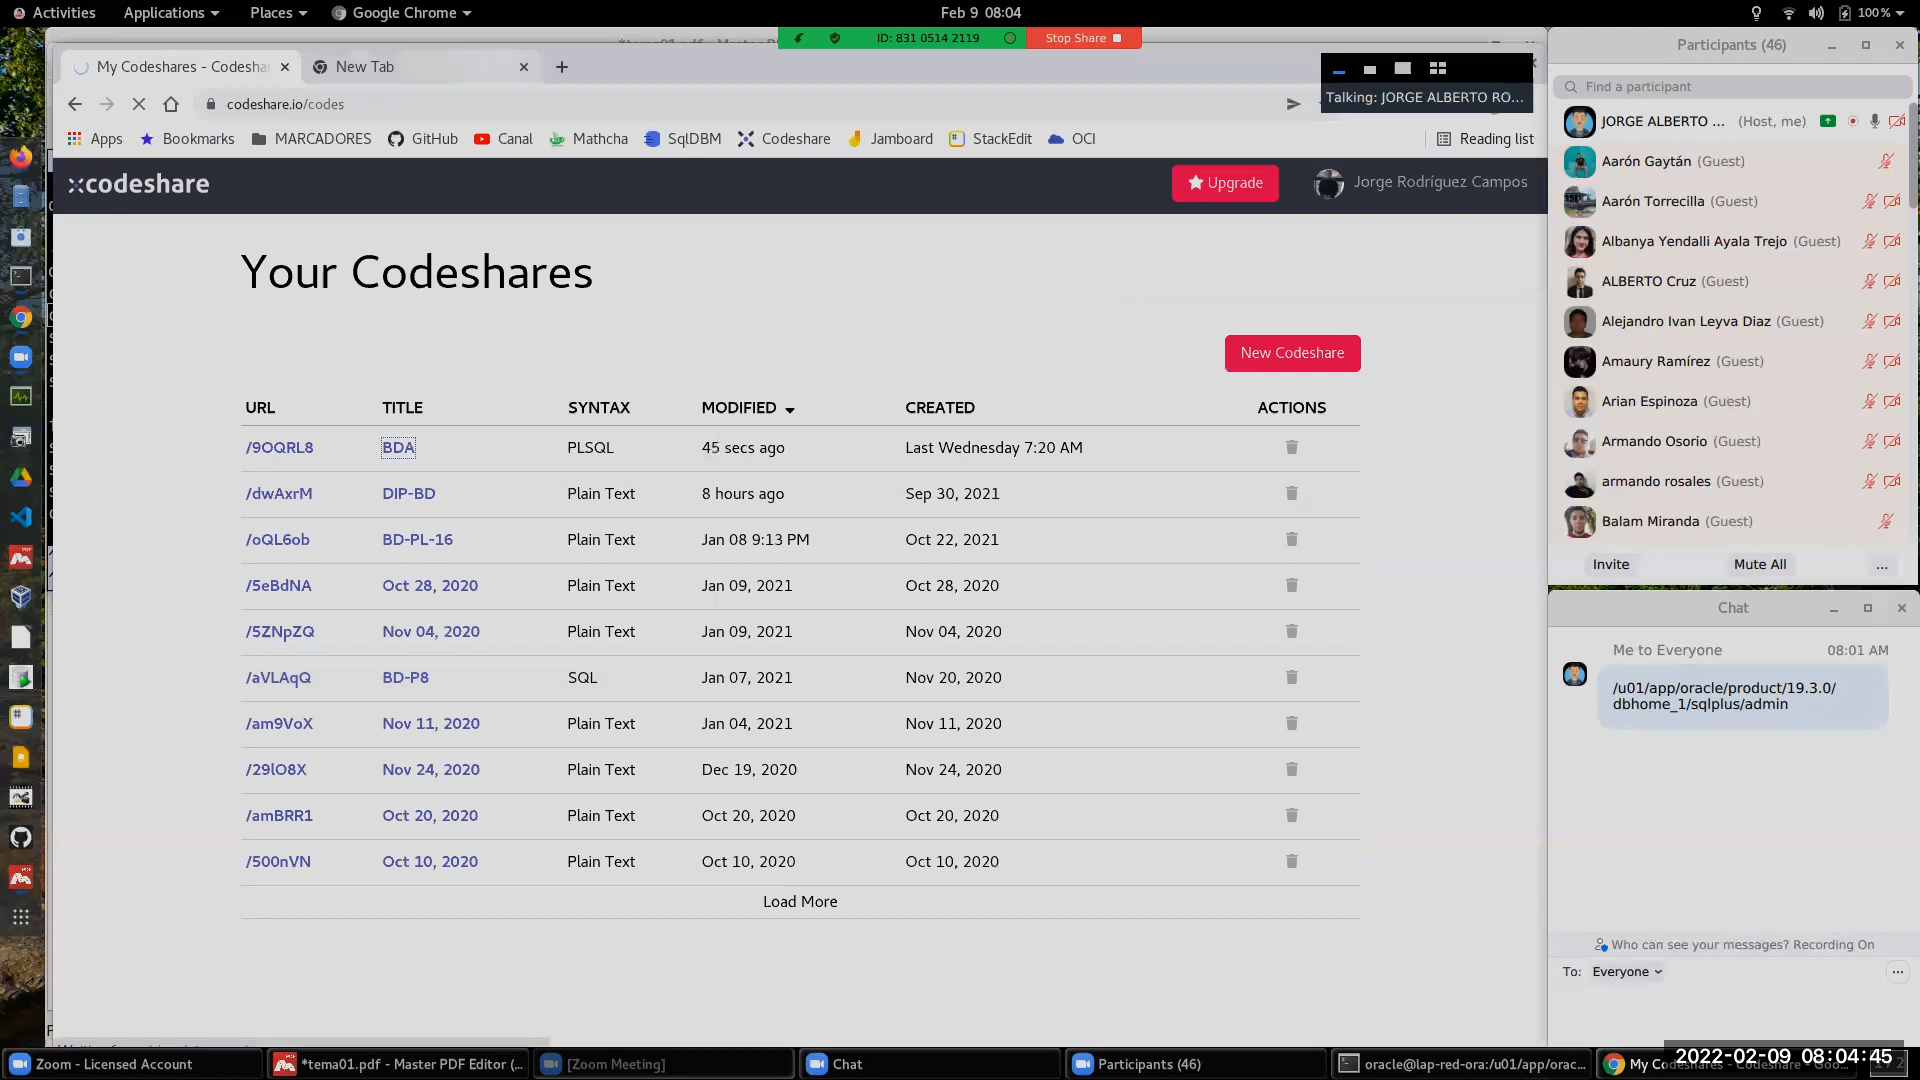 Activities Applications Places Google Chrome Feb 9 08:04 100%
ID: 831 0514 2119 Stop Share
My Codeshares - Codesha New Tab
Talking: JORGE ALBERTO RO...
codeshare.io/codes
Apps Bookmarks MARCADORES GitHub Canal Mathcha SqlDBM Codeshare Jamboard StackEdit OCI Reading list
codeshare Upgrade Jorge Rodríguez Campos
Your Codeshares
New Codeshare
URL TITLE SYNTAX MODIFIED CREATED ACTIONS
/9OQRL8 BDA PLSQL 45 secs ago Last Wednesday 7:20 AM
/dwAxrM DIP-BD Plain Text 8 hours ago Sep 30, 2021
/oQL6ob BD-PL-16 Plain Text Jan 08 9:13 PM Oct 22, 2021
/5eBdNA Oct 28, 2020 Plain Text Jan 09, 2021 Oct 28, 2020
/5ZNpZQ Nov 04, 2020 Plain Text Jan 09, 2021 Nov 04, 2020
/aVLAqQ BD-P8 SQL Jan 07, 2021 Nov 20, 2020
/am9VoX Nov 11, 2020 Plain Text Jan 04, 2021 Nov 11, 2020
/29lO8X Nov 24, 2020 Plain Text Dec 19, 2020 Nov 24, 2020
/amBRR1 Oct 20, 2020 Plain Text Oct 20, 2020 Oct 20, 2020
/500nVN Oct 10, 2020 Plain Text Oct 10, 2020 Oct 10, 2020
Load More
Participants (46)
Find a participant
JORGE ALBERTO ... (Host, me)
Aarón Gaytán (Guest)
Aarón Torrecilla (Guest)
Albanya Yendalli Ayala Trejo (Guest)
ALBERTO Cruz (Guest)
Alejandro Ivan Leyva Diaz (Guest)
Amaury Ramírez (Guest)
Arian Espinoza (Guest)
Armando Osorio (Guest)
armando rosales (Guest)
Balam Miranda (Guest)
Invite Mute All ...
Chat
Me to Everyone 08:01 AM
/u01/app/oracle/product/19.3.0/
dbhome_1/sqlplus/admin
Who can see your messages? Recording On
To: Everyone
Zoom - Licensed Account *tema01.pdf - Master PDF Editor (... [Zoom Meeting] Chat Participants (46) oracle@lap-red-ora:/u01/app/orac... My Co
2022-02-09 08:04:45